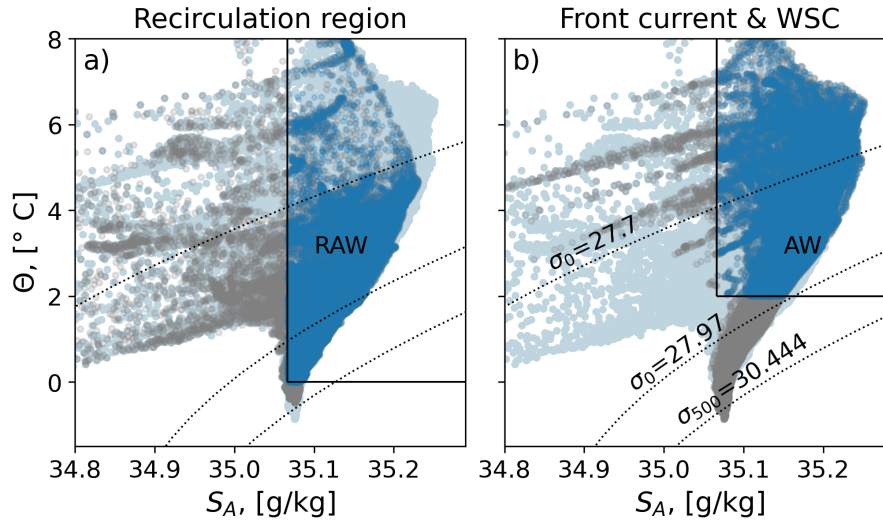 Recirculation region
Front current & WSC
a)
b)
8
6
4
2
0
Θ, [° C]
RAW
AW
σ₀=27.7
σ₀=27.97
σ₅₀₀=30.444
34.8 34.9 35.0 35.1 35.2
34.8 34.9 35.0 35.1 35.2
S_A, [g/kg]
S_A, [g/kg]